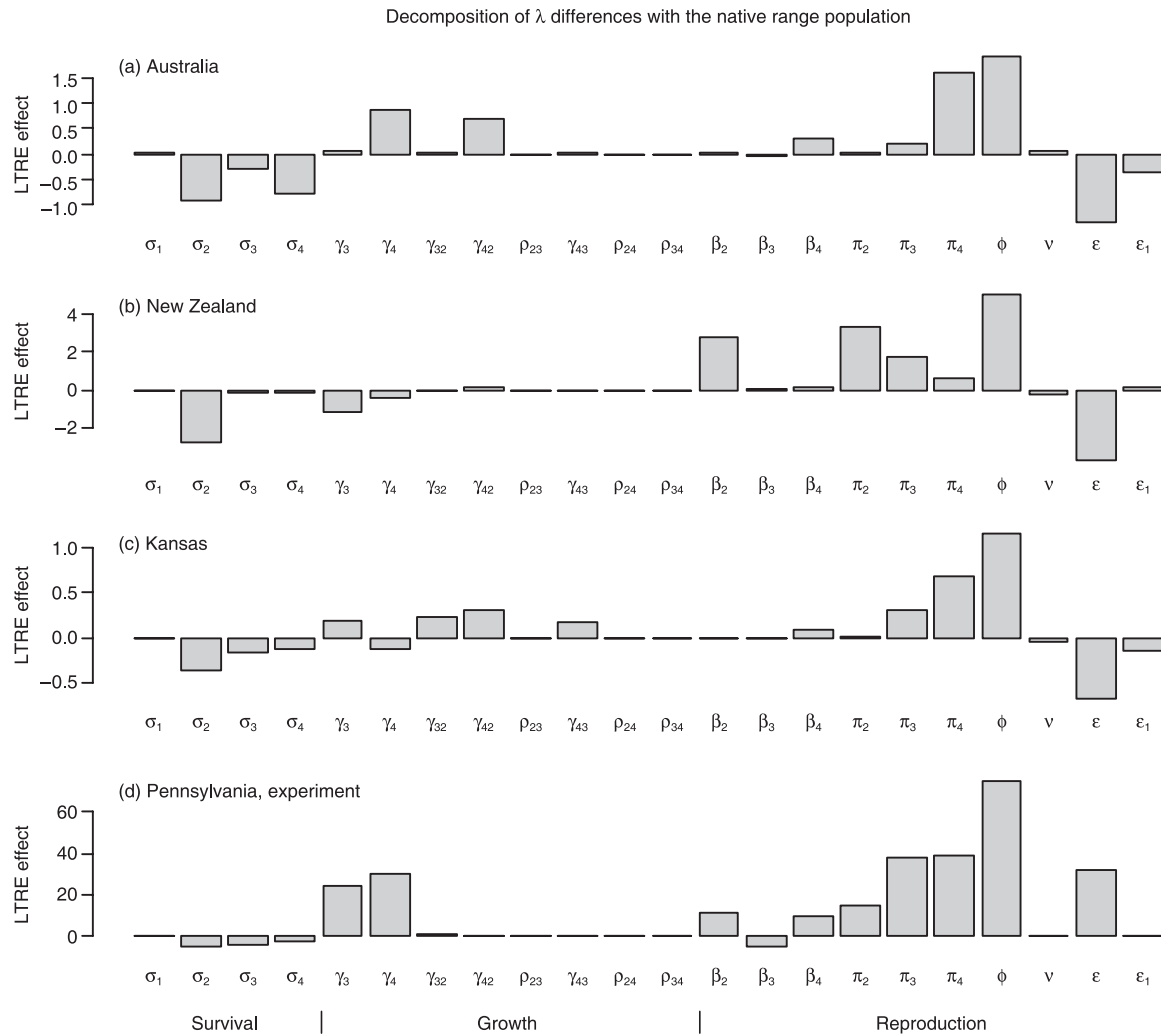 Decomposition of λ differences with the native range population
(a) Australia
LTRE effect
1.5
1.0
0.5
0.0
−0.5
−1.0
σ1 σ2 σ3 σ4 γ3 γ4 γ32 γ42 ρ23 γ43 ρ24 ρ34 β2 β3 β4 π2 π3 π4 ϕ ν ε ε1
(b) New Zealand
LTRE effect
4
2
0
−2
σ1 σ2 σ3 σ4 γ3 γ4 γ32 γ42 ρ23 γ43 ρ24 ρ34 β2 β3 β4 π2 π3 π4 ϕ ν ε ε1
(c) Kansas
LTRE effect
1.0
0.5
0.0
−0.5
σ1 σ2 σ3 σ4 γ3 γ4 γ32 γ42 ρ23 γ43 ρ24 ρ34 β2 β3 β4 π2 π3 π4 ϕ ν ε ε1
(d) Pennsylvania, experiment
LTRE effect
60
40
20
0
σ1 σ2 σ3 σ4 γ3 γ4 γ32 γ42 ρ23 γ43 ρ24 ρ34 β2 β3 β4 π2 π3 π4 ϕ ν ε ε1
Survival | Growth | Reproduction